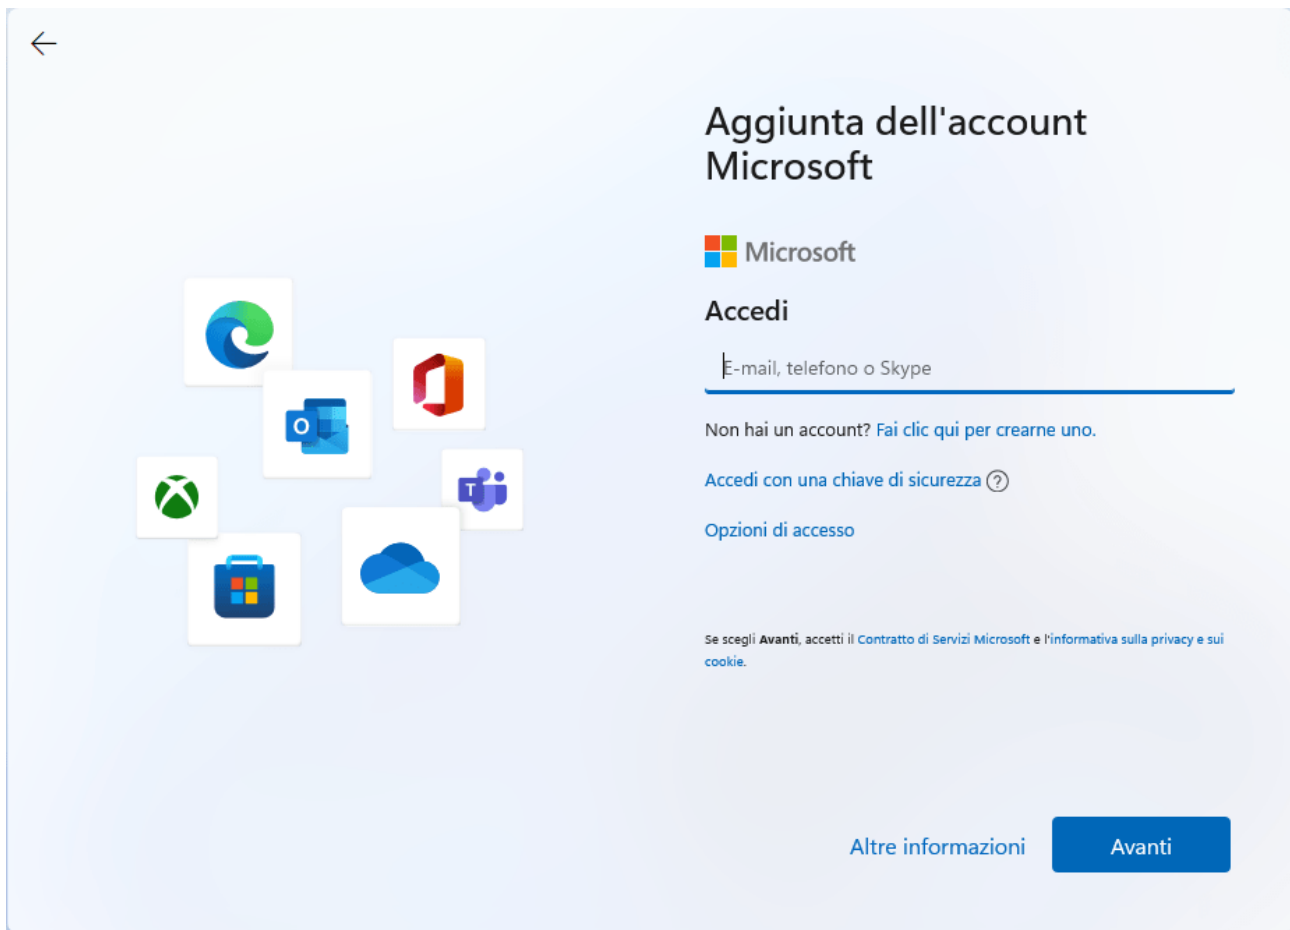 Aggiunta dell'account
Microsoft
Microsoft
Accedi
E-mail, telefono o Skype
Non hai un account? Fai clic qui per crearne uno.
Accedi con una chiave di sicurezza ?
Opzioni di accesso
O
T
Se scegli Avanti, accetti il Contratto di Servizi Microsoft e l'informativa sulla privacy e sui
cookie.
Altre informazioni
Avanti